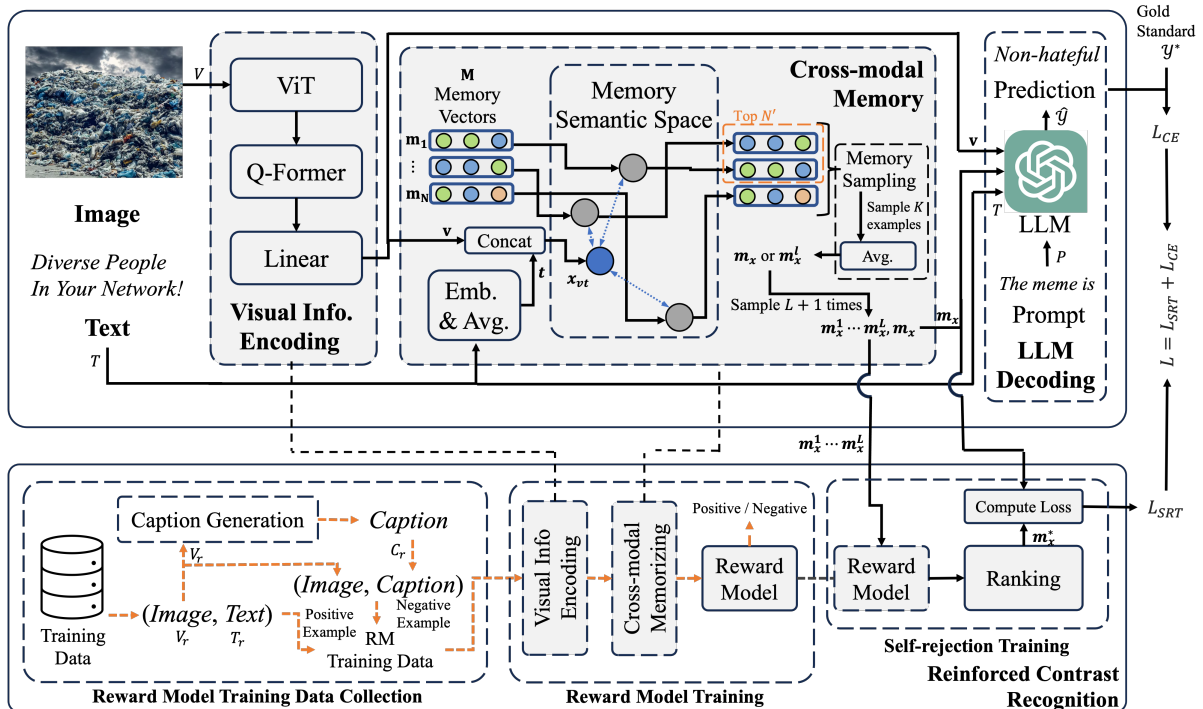 Image
Diverse People
In Your Network!
Text
T
V
ViT
Q-Former
Linear
Visual Info.
Encoding
M
Memory
Vectors
m₁
⋮
m_N
v
Concat
t
Emb.
& Avg.
Memory
Semantic Space
x_vt
Cross-modal
Memory
Top N′
Memory
Sampling
Sample K
examples
Avg.
m_x or m_x^L
Sample L + 1 times
m_x^1 ⋯ m_x^L, m_x
m_x
v
T
Non-hateful
Prediction
ŷ
LLM
P
The meme is
Prompt
LLM
Decoding
Gold
Standard
y*
L_CE
L = L_SRT + L_CE
L_SRT
m_x^1 ⋯ m_x^L
Training
Data
Caption Generation
V_r
Caption
C_r
(Image, Caption)
(Image, Text)
V_r T_r
Positive
Example
Negative
Example
RM
Training Data
Reward Model Training Data Collection
Visual Info
Encoding
Cross-modal
Memorizing
Positive / Negative
Reward
Model
Reward Model Training
Reward
Model
Ranking
m_x^*
Compute Loss
Self-rejection Training
Reinforced Contrast
Recognition